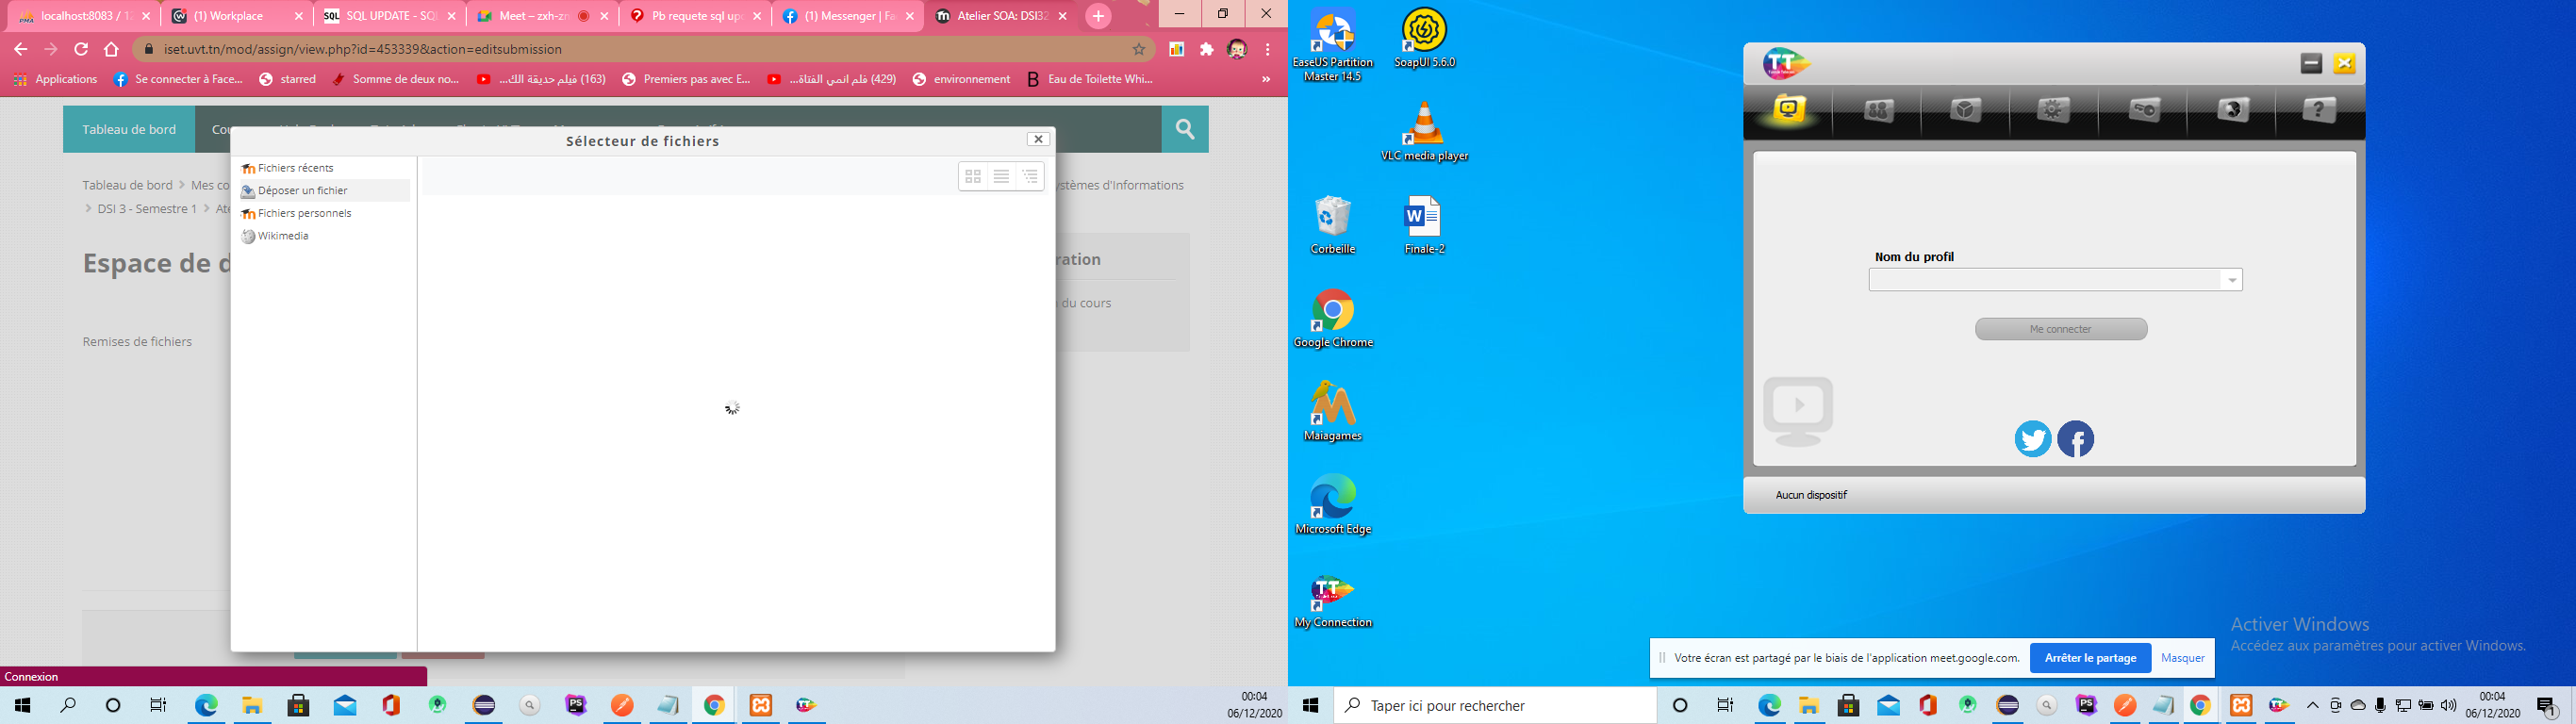 localhost:8083 / 1
(1) Workplace
SQL UPDATE - SQL
Meet – zxh-zn
Pb requete sql up
(1) Messenger | Fa
Atelier SOA: DSI32
iset.uvt.tn/mod/assign/view.php?id=453339&action=editsubmission
Applications
Se connecter à Face...
starred
Somme de deux no...
(163) فيلم حديقة الك...
Premiers pas avec E...
(429) فلم انمي الفتاة...
environnement
Eau de Toilette Whi...
»
Tableau de bord
Cou
Sélecteur de fichiers
Fichiers récents
Déposer un fichier
Fichiers personnels
Wikimedia
Tableau de bord > Mes co
ystèmes d'Informations
> DSI 3 - Semestre 1 > Ate
Espace de d
ration
du cours
Remises de fichiers
Connexion
00:04
06/12/2020
EaseUS Partition
Master 14.5
SoapUI 5.6.0
VLC media player
Corbeille
Finale-2
Google Chrome
Maiagames
Microsoft Edge
My Connection
Nom du profil
Me connecter
Aucun dispositif
Activer Windows
Accédez aux paramètres pour activer Windows.
Votre écran est partagé par le biais de l'application meet.google.com.
Arrêter le partage
Masquer
Taper ici pour rechercher
00:04
06/12/2020
1